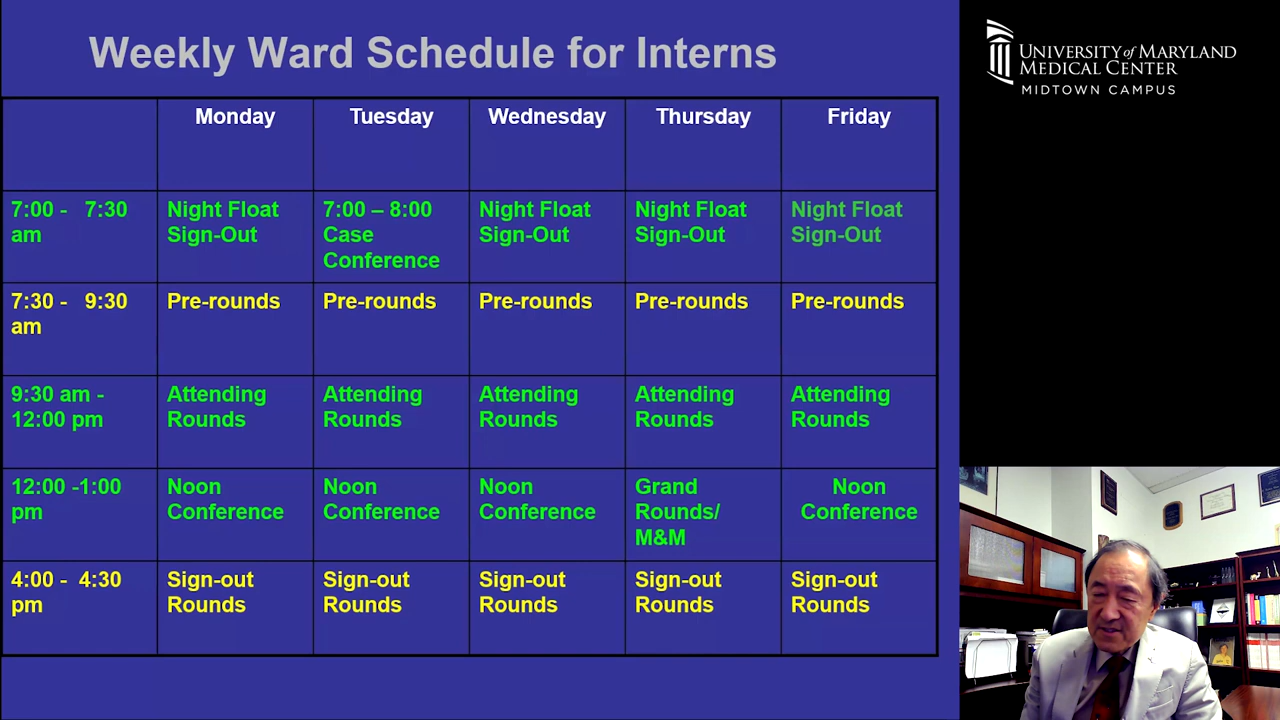 Weekly Ward Schedule for Interns
UNIVERSITY of MARYLAND
MEDICAL CENTER
MIDTOWN CAMPUS
Monday Tuesday Wednesday Thursday Friday
7:00 - 7:30
am
Night Float
Sign-Out
7:00 – 8:00
Case
Conference
Night Float
Sign-Out
Night Float
Sign-Out
Night Float
Sign-Out
7:30 - 9:30
am
Pre-rounds
Pre-rounds
Pre-rounds
Pre-rounds
Pre-rounds
9:30 am -
12:00 pm
Attending
Rounds
Attending
Rounds
Attending
Rounds
Attending
Rounds
Attending
Rounds
12:00 -1:00
pm
Noon
Conference
Noon
Conference
Noon
Conference
Grand
Rounds/
M&M
Noon
Conference
4:00 - 4:30
pm
Sign-out
Rounds
Sign-out
Rounds
Sign-out
Rounds
Sign-out
Rounds
Sign-out
Rounds